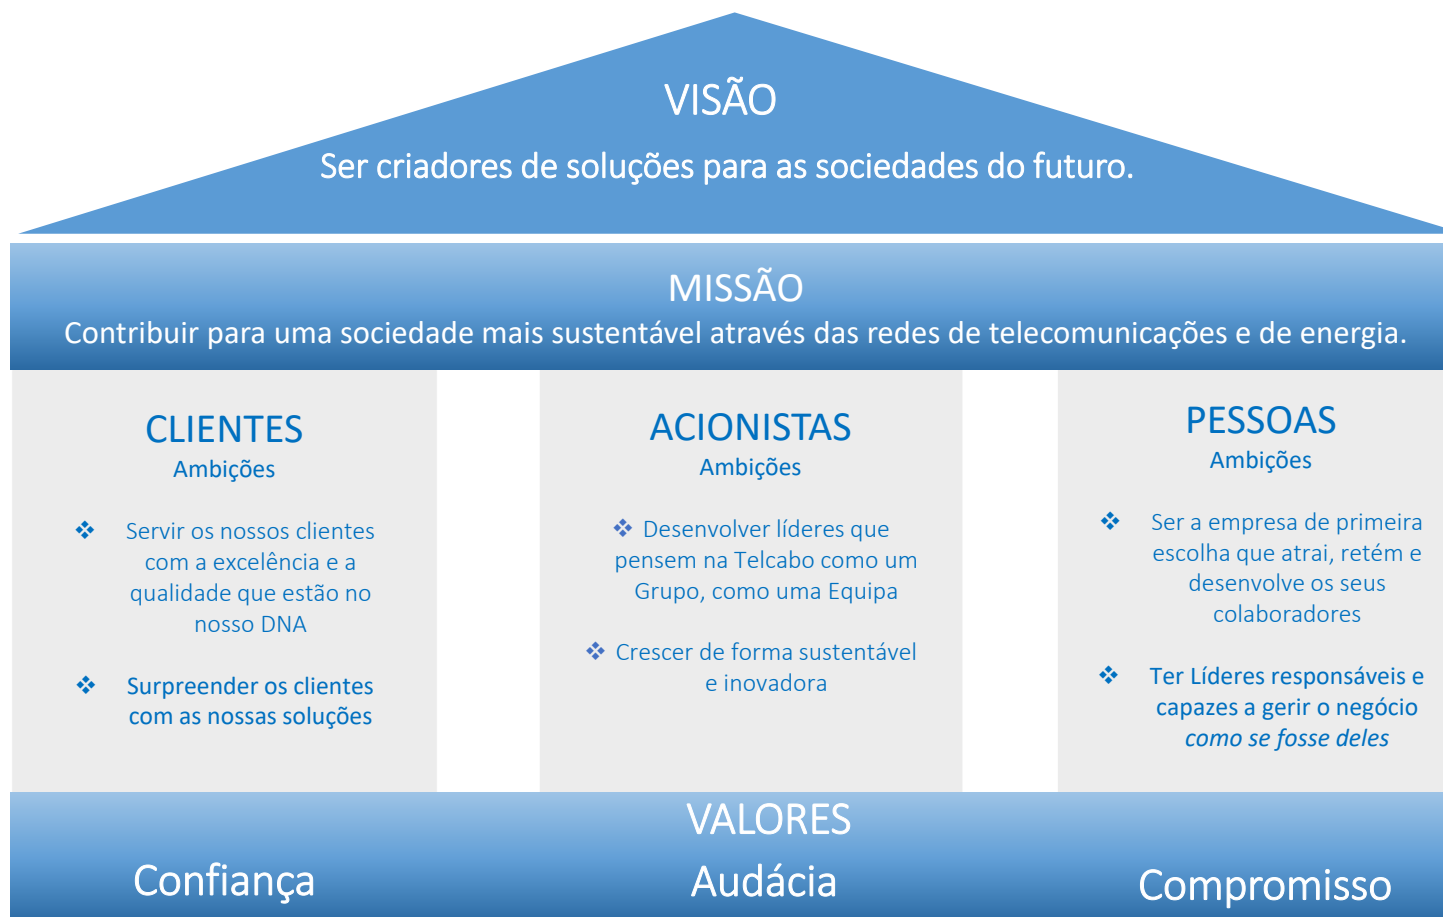 VISÃO
Ser criadores de soluções para as sociedades do futuro.
MISSÃO
Contribuir para uma sociedade mais sustentável através das redes de telecomunicações e de energia.
CLIENTES
Ambições
❖ Servir os nossos clientes
com a excelência e a
qualidade que estão no
nosso DNA
❖ Surpreender os clientes
com as nossas soluções
ACIONISTAS
Ambições
❖ Desenvolver líderes que
pensem na Telcabo como um
Grupo, como uma Equipa
❖ Crescer de forma sustentável
e inovadora
PESSOAS
Ambições
❖ Ser a empresa de primeira
escolha que atrai, retém e
desenvolve os seus
colaboradores
❖ Ter Líderes responsáveis e
capazes a gerir o negócio
como se fosse deles
VALORES
Confiança
Audácia
Compromisso